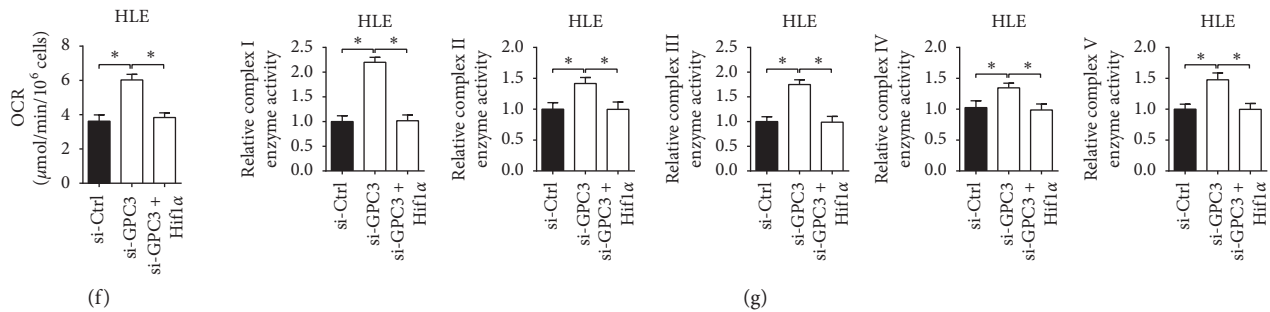 HLE
OCR
(μmol/min/10⁶ cells)
8
6
4
2
0
*
*
si-Ctrl
si-GPC3
si-GPC3 +
Hif1α
(f)
HLE
Relative complex I
enzyme activity
2.5
2.0
1.5
1.0
0.5
0.0
*
*
si-Ctrl
si-GPC3
si-GPC3 +
Hif1α
HLE
Relative complex II
enzyme activity
2.0
1.5
1.0
0.5
0.0
*
*
si-Ctrl
si-GPC3
si-GPC3 +
Hif1α
HLE
Relative complex III
enzyme activity
2.5
2.0
1.5
1.0
0.5
0.0
*
*
si-Ctrl
si-GPC3
si-GPC3 +
Hif1α
HLE
Relative complex IV
enzyme activity
2.0
1.5
1.0
0.5
0.0
*
*
si-Ctrl
si-GPC3
si-GPC3 +
Hif1α
HLE
Relative complex V
enzyme activity
2.0
1.5
1.0
0.5
0.0
*
*
si-Ctrl
si-GPC3
si-GPC3 +
Hif1α
(g)